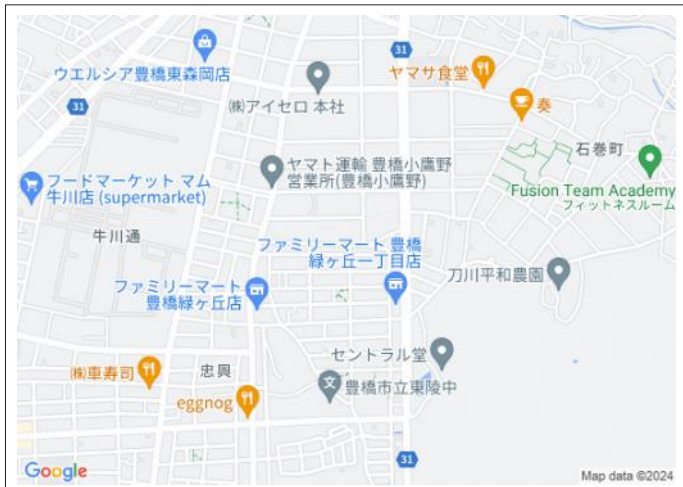 ウエルシア豊橋東森岡店
31
㈱アイセロ 本社
ヤマサ食堂
奏
31
石巻町
ヤマト運輸 豊橋小鷹野
営業所(豊橋小鷹野)
フードマーケット マム
牛川店 (supermarket)
Fusion Team Academy
フィットネスルーム
牛川通
ファミリーマート 豊橋
緑ヶ丘一丁目店
ファミリーマート
豊橋緑ヶ丘店
刀川平和農園
セントラル堂
㈱車寿司
忠興
豊橋市立東陵中
eggnog
31
Google
Map data ©2024